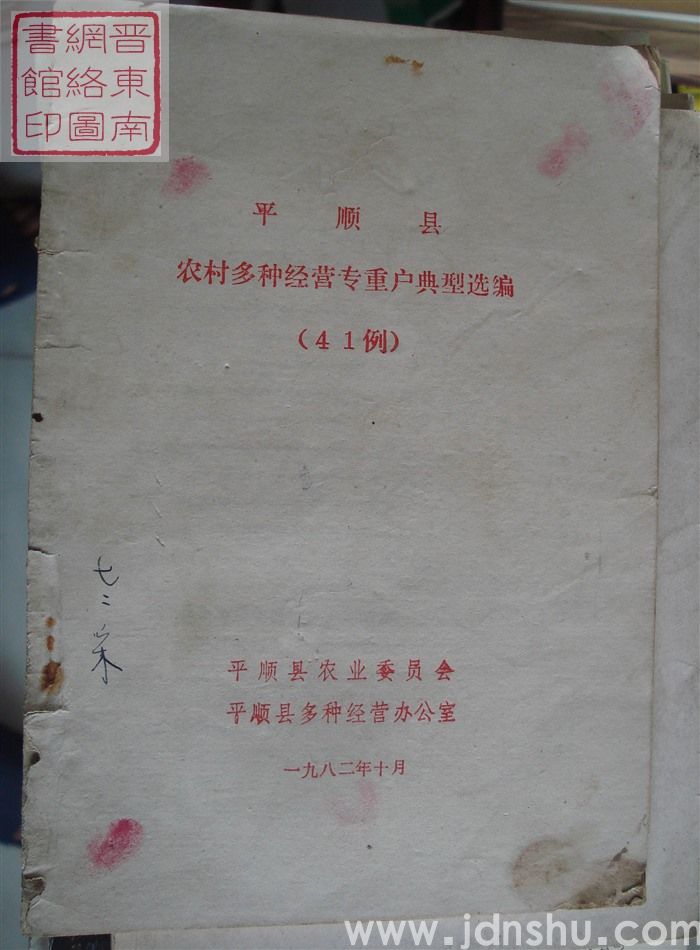 晋東南
網絡圖
書館印
平顺县
农村多种经营专重户典型选编
(41例)
平顺县农业委员会
平顺县多种经营办公室
一九八二年十月
www.jdnshu.com